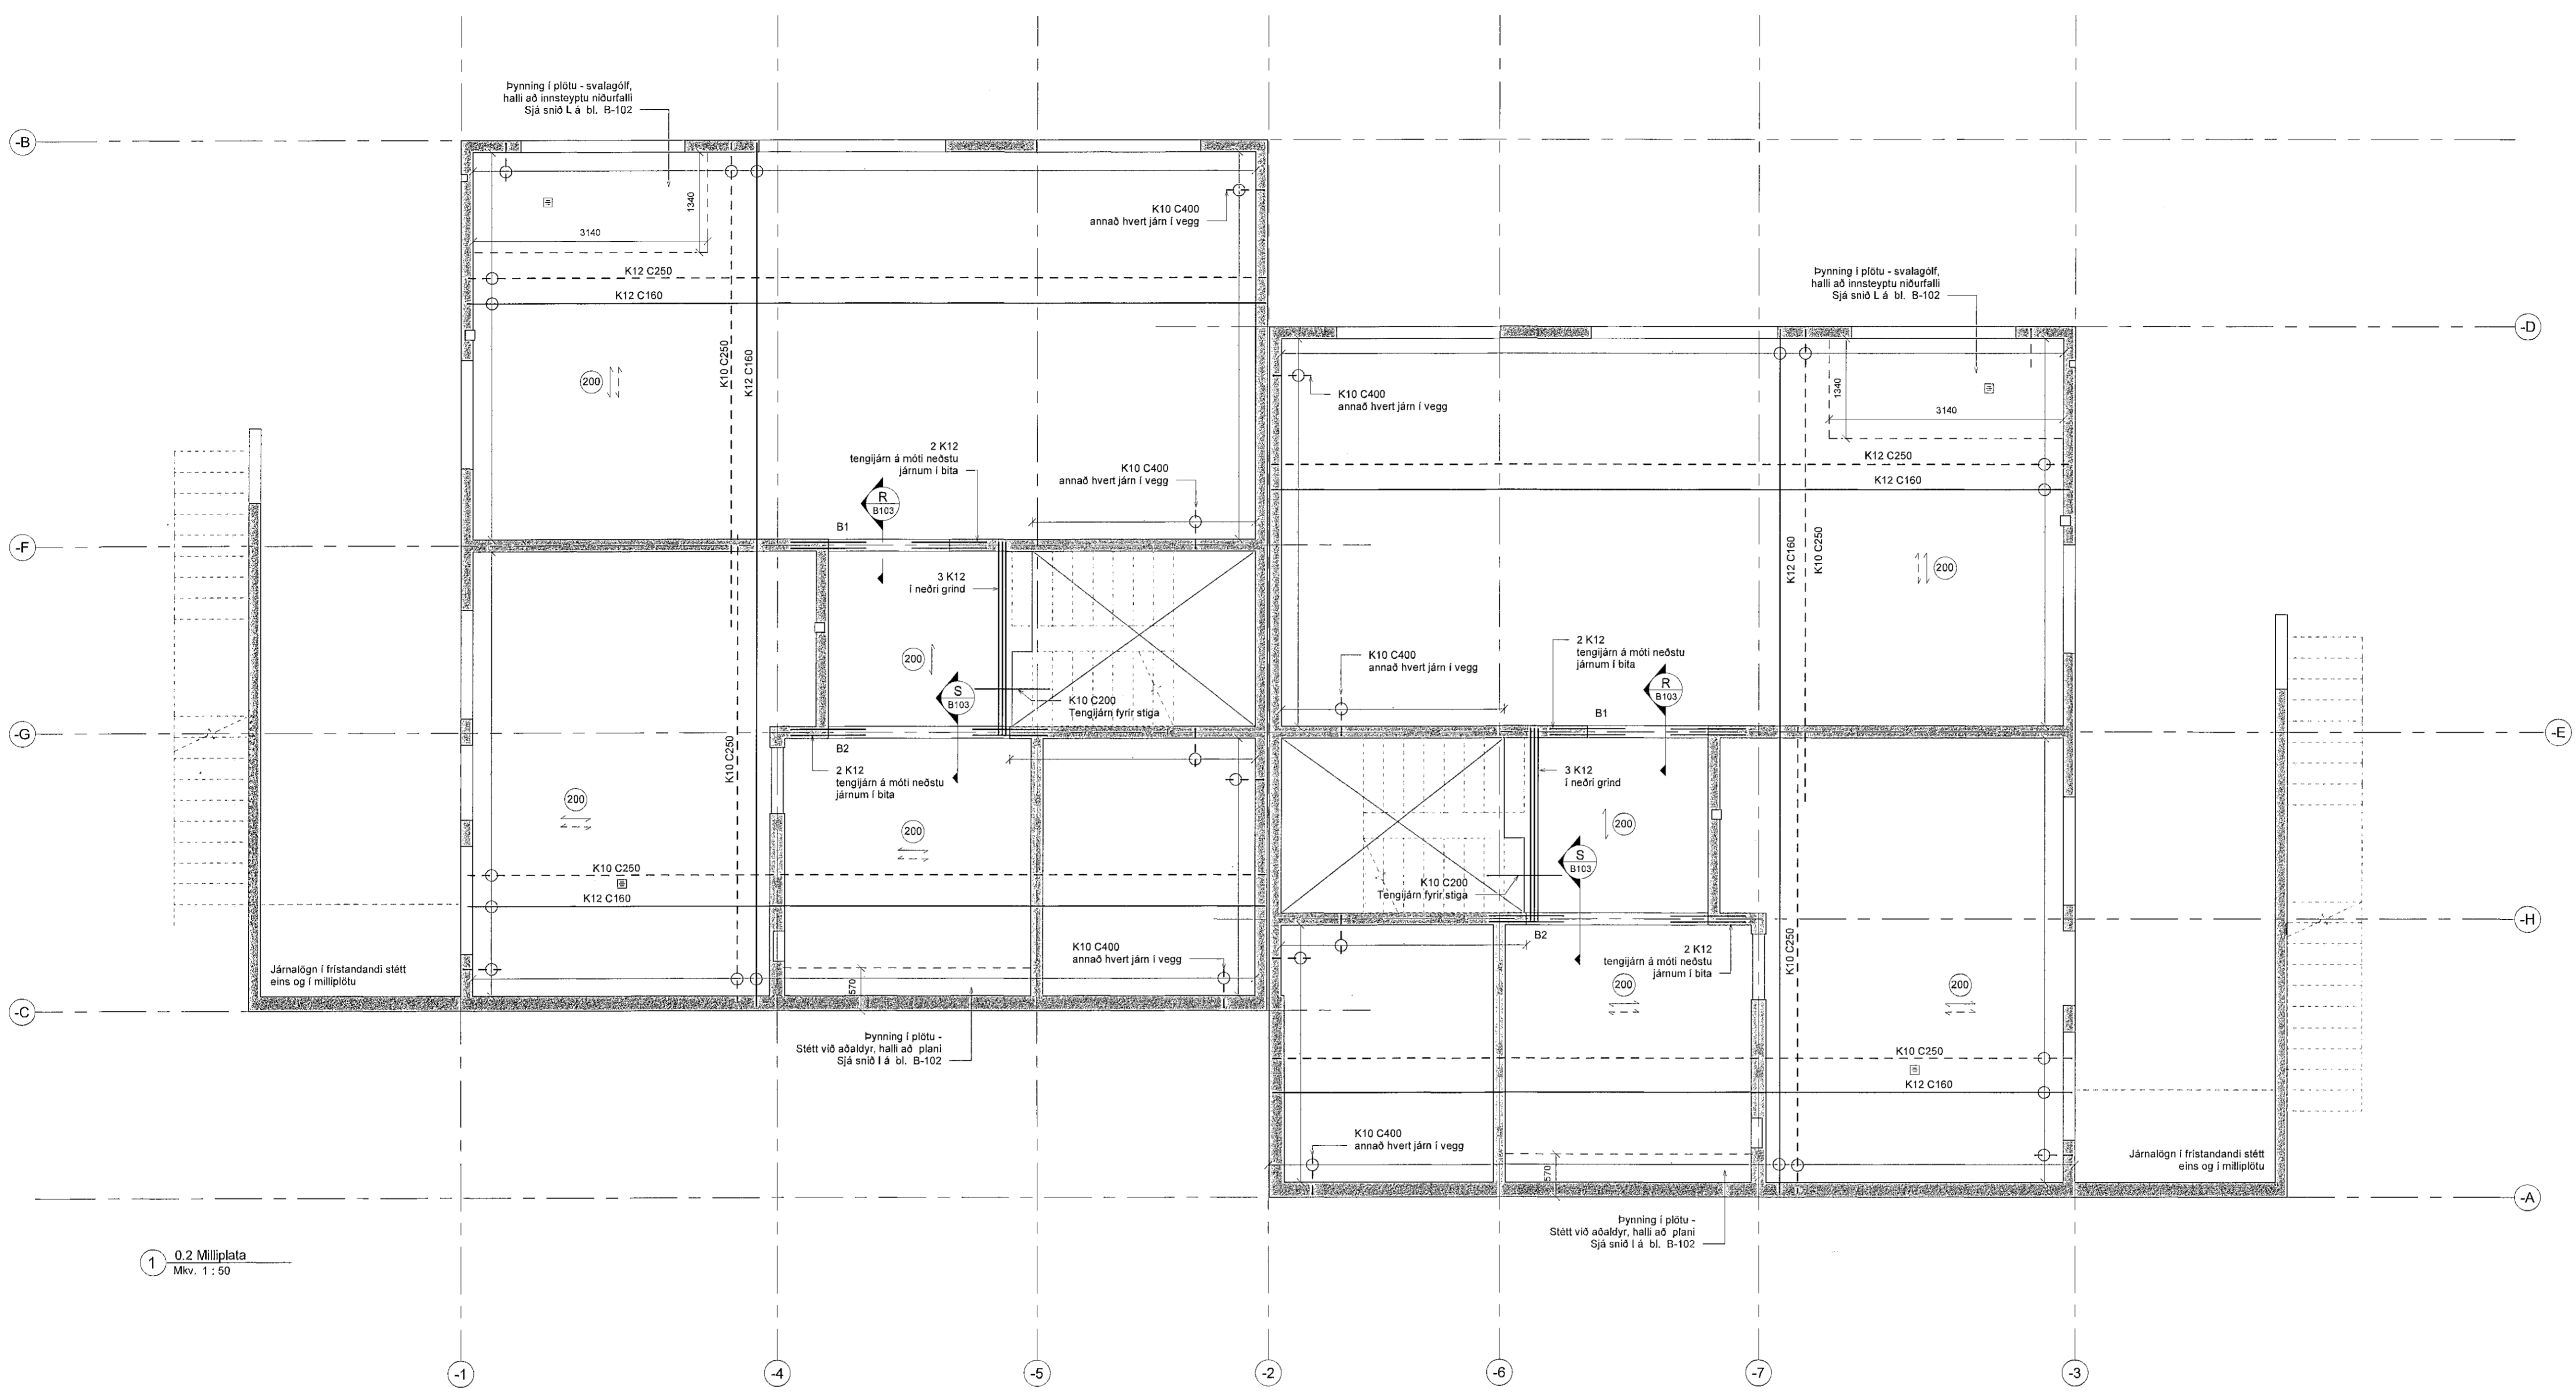 Þynning í plötu - svalagólf,
halli að innsteyptu niðurfalli
Sjá snið L á bl. B-102
-B
1340
3140
K10 C400
annað hvert járn í vegg
K12 C250
K12 C160
K10 C250
K12 C160
200
Þynning í plötu - svalagólf,
halli að innsteyptu niðurfalli
Sjá snið L á bl. B-102
-D
1340
3140
K10 C400
annað hvert járn í vegg
K12 C250
K12 C160
2 K12
tengijárn á móti neðstu
járnum í bita
K10 C400
annað hvert járn í vegg
R
B103
B1
-F
3 K12
í neðri grind
K12 C160
K10 C250
200
200
S
B103
K10 C200
Tengijárn fyrir stiga
K10 C400
annað hvert járn í vegg
2 K12
tengijárn á móti neðstu
járnum í bita
R
B103
B1
-G
-E
B2
2 K12
tengijárn á móti neðstu
járnum í bita
K10 C250
200
200
3 K12
í neðri grind
200
S
B103
K10 C200
Tengijárn fyrir stiga
K10 C250
K12 C160
-H
B2
2 K12
tengijárn á móti neðstu
járnum í bita
K10 C250
K10 C400
annað hvert járn í vegg
Járnalögn í frístandandi stétt
eins og í milliplötu
570
200
200
-C
Þynning í plötu -
Stétt við aðaldyr, halli að plani
Sjá snið I á bl. B-102
K10 C250
K12 C160
K10 C400
annað hvert járn í vegg
570
Járnalögn í frístandandi stétt
eins og í milliplötu
-A
Þynning í plötu -
Stétt við aðaldyr, halli að plani
Sjá snið I á bl. B-102
1
0.2 Milliplata
Mkv. 1 : 50
-1
-4
-5
-2
-6
-7
-3